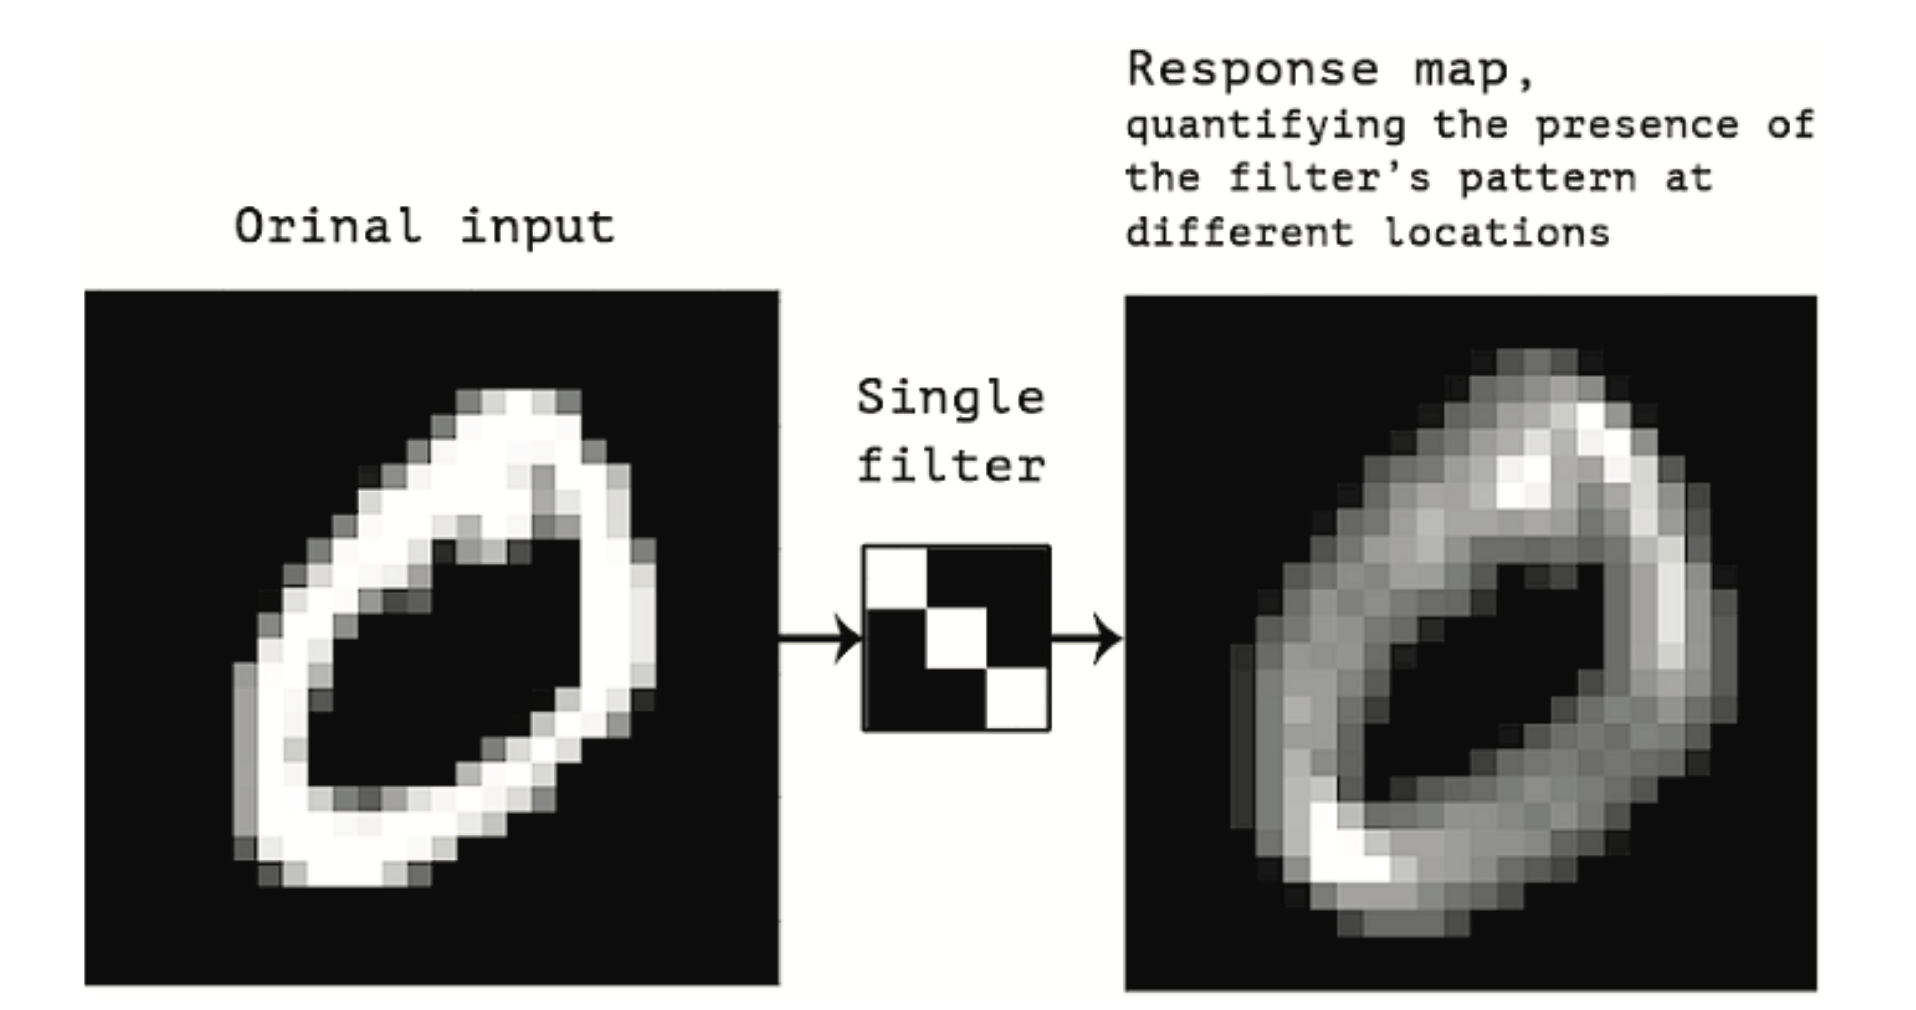 Orinal input
Single
filter
Response map,
quantifying the presence of
the filter's pattern at
different locations